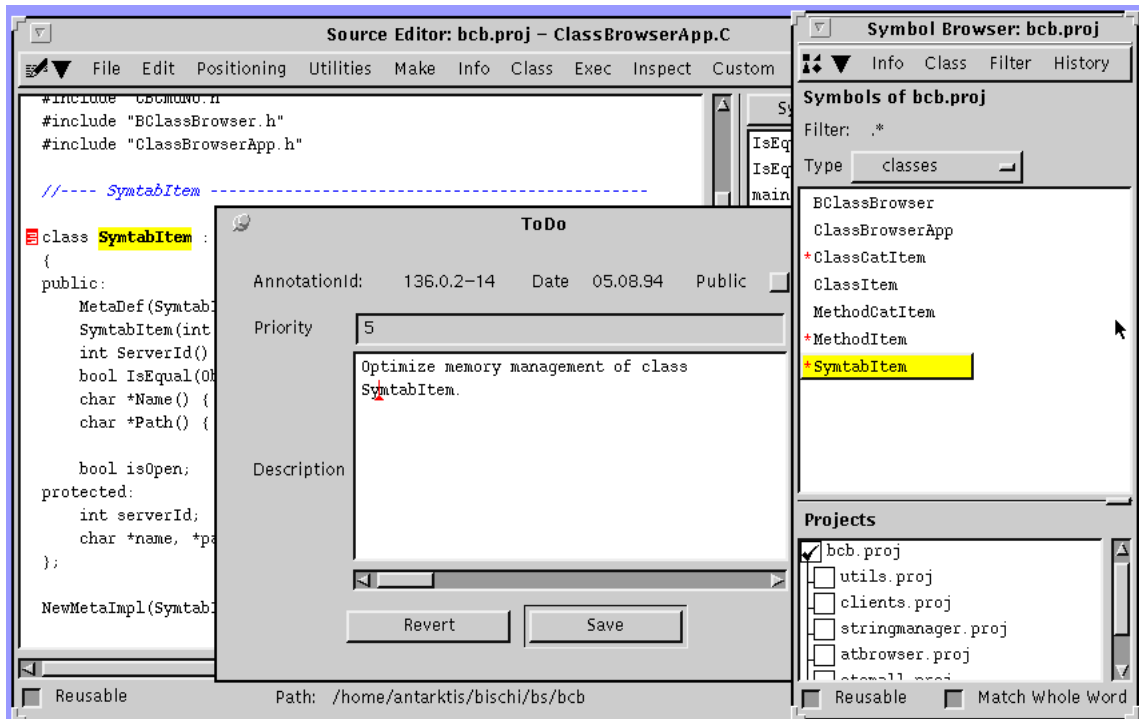 Source Editor: bcb.proj – ClassBrowserApp.C
File Edit Positioning Utilities Make Info Class Exec Inspect Custom
#include "BClassBrowser.h"
#include "ClassBrowserApp.h"
//---- SymtabItem -----------------------------------------------
class SymtabItem :
{
public:
MetaDef(SymtabI
SymtabItem(int
int ServerId()
bool IsEqual(Ob
char *Name() {
char *Path() {
bool isOpen;
protected:
int serverId;
char *name, *pa
};
NewMetaImpl(SymtabI
Reusable Path: /home/antarktis/bischi/bs/bcb
Sy
IsEq
IsEq
main
ToDo
AnnotationId: 136.0.2–14 Date 05.08.94 Public
Priority 5
Description
Optimize memory management of class
SymtabItem.
Revert Save
Symbol Browser: bcb.proj
Info Class Filter History
Symbols of bcb.proj
Filter: .*
Type classes
BClassBrowser
ClassBrowserApp
*ClassCatItem
ClassItem
MethodCatItem
*MethodItem
*SymtabItem
Projects
bcb.proj
utils.proj
clients.proj
stringmanager.proj
atbrowser.proj
Reusable Match Whole Word